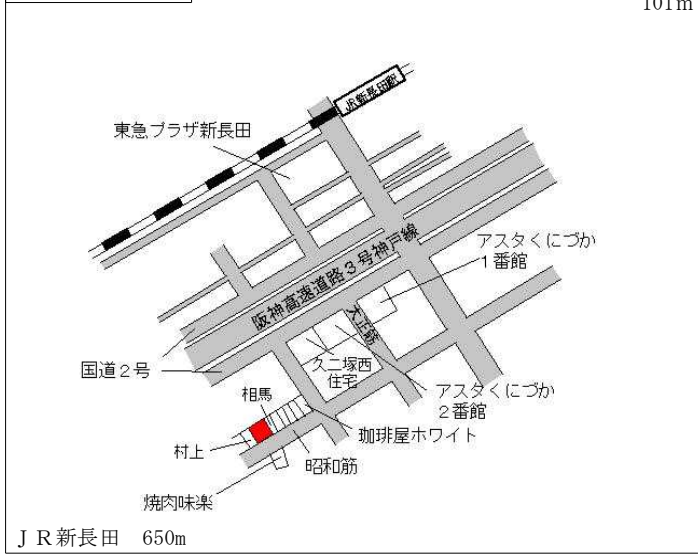 101m
JR新長田駅
東急プラザ新長田
阪神高速道路3号神戸線
アスタくにづか
1番館
大正筋
国道2号
久二塚西
住宅
アスタくにづか
2番館
相馬
珈琲屋ホワイト
村上
昭和筋
焼肉味楽
JR新長田 650m